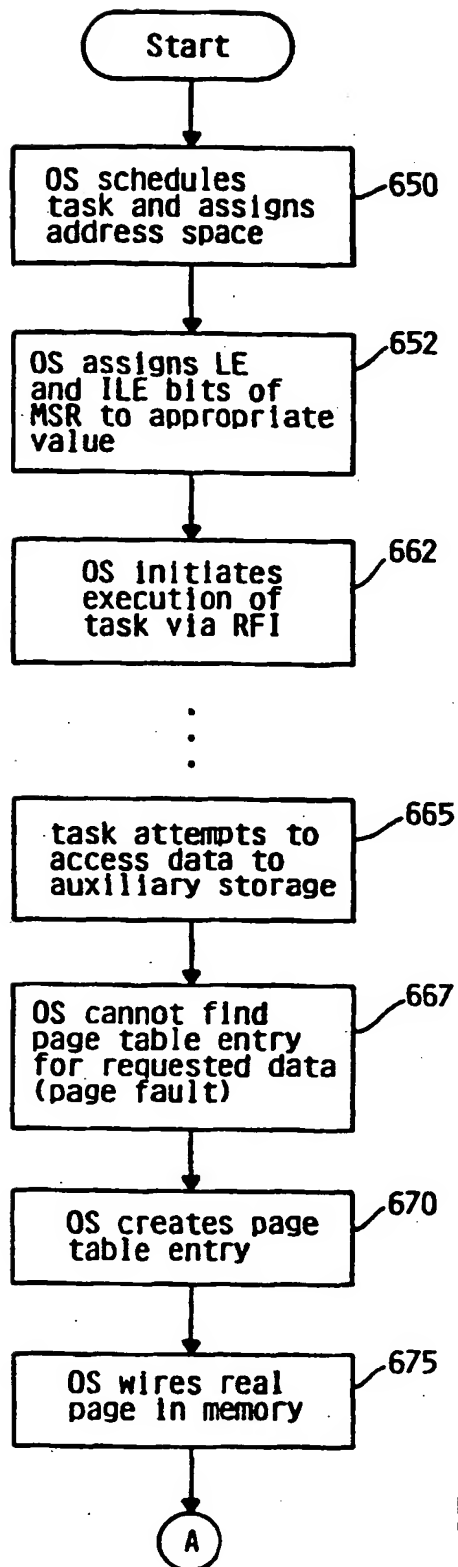 Start
OS schedules
task and assigns
address space
650
OS assigns LE
and ILE bits of
MSR to appropriate
value
652
OS initiates
execution of
task via RFI
662
task attempts to
access data to
auxiliary storage
665
OS cannot find
page table entry
for requested data
(page fault)
667
OS creates page
table entry
670
OS wires real
page in memory
675
A